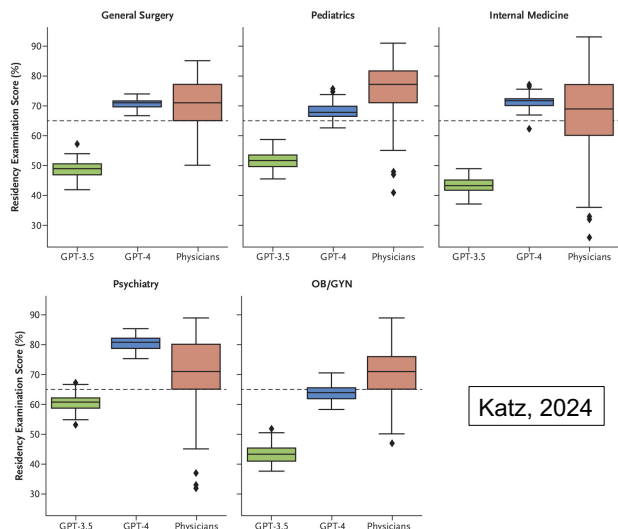 General Surgery
Pediatrics
Internal Medicine
Residency Examination Score (%)
90
80
70
60
50
40
30
GPT-3.5 GPT-4 Physicians
GPT-3.5 GPT-4 Physicians
GPT-3.5 GPT-4 Physicians
Psychiatry
OB/GYN
Residency Examination Score (%)
90
80
70
60
50
40
30
GPT-3.5 GPT-4 Physicians
GPT-3.5 GPT-4 Physicians
Katz, 2024